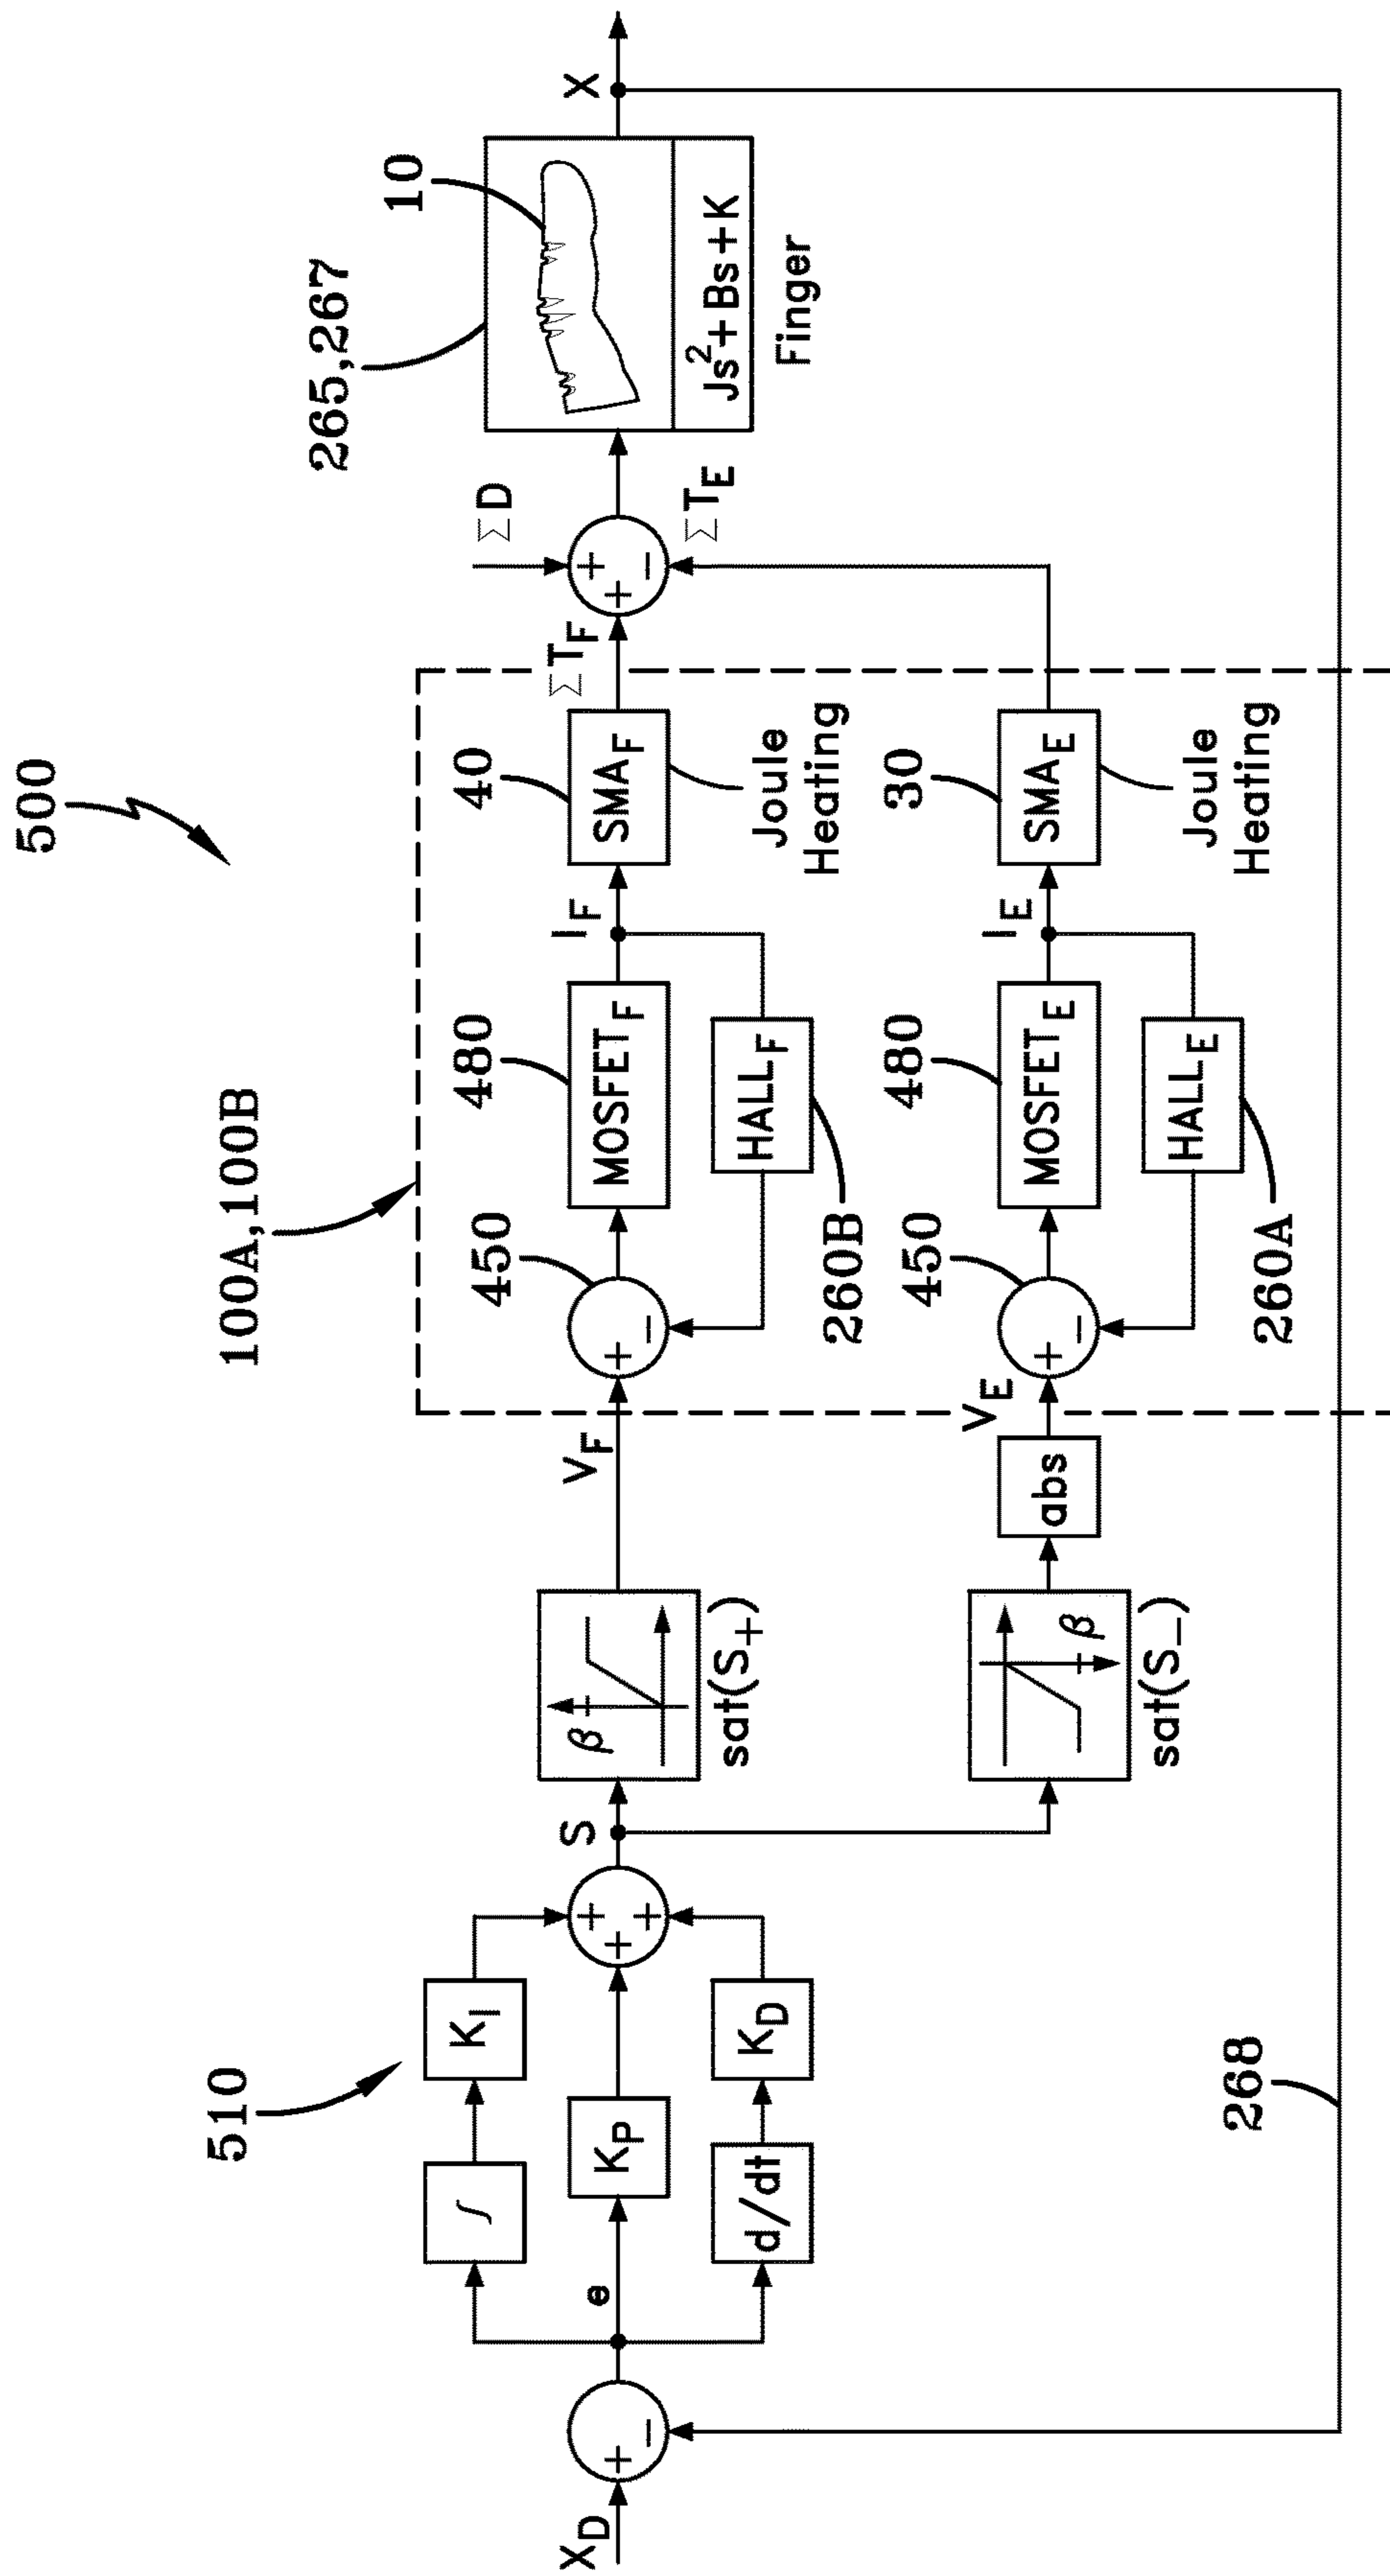 500
100A,100B
510
265,267
10
X_D
+
−
e
∫
K_I
K_P
d/dt
K_D
+
+
+
S
β
sat(S_+)
β
sat(S_−)
abs
V_F
V_E
450
+
−
MOSFET_F
480
HALL_F
260B
I_F
SMA_F
40
Joule
Heating
450
+
−
MOSFET_E
480
HALL_E
260A
I_E
SMA_E
30
Joule
Heating
ΣT_F
ΣD
ΣT_E
+
+
−
Js²+Bs+K
Finger
X
268